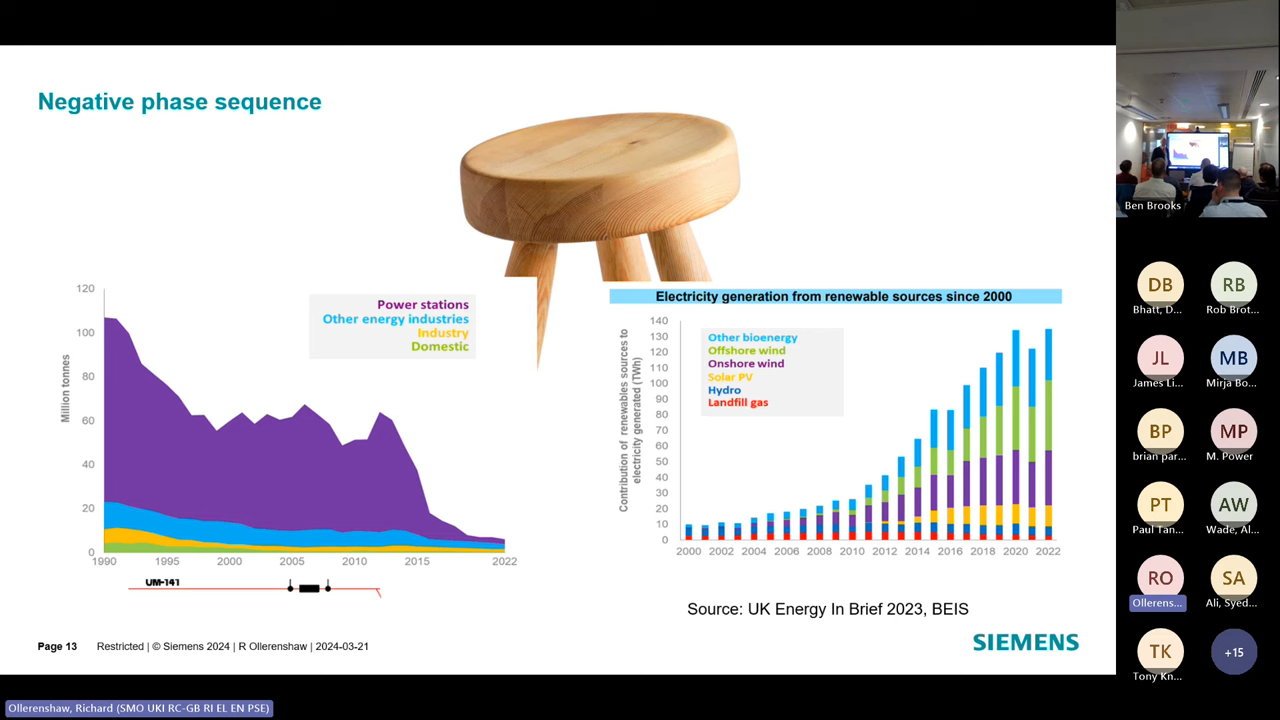 Negative phase sequence
120
100
80
60
40
20
0
Million tonnes
Power stations
Other energy industries
Industry
Domestic
1990
1995
2000
2005
2010
2015
2022
UM-141
Electricity generation from renewable sources since 2000
Contribution of renewables sources to
electricity generated (TWh)
140
130
120
110
100
90
80
70
60
50
40
30
20
10
0
Other bioenergy
Offshore wind
Onshore wind
Solar PV
Hydro
Landfill gas
2000
2002
2004
2006
2008
2010
2012
2014
2016
2018
2020
2022
Source: UK Energy In Brief 2023, BEIS
Page 13
Restricted | © Siemens 2024 | R Ollerenshaw | 2024-03-21
SIEMENS
Ben Brooks
DB
Bhatt, D...
RB
Rob Brot...
JL
James Li...
MB
Mirja Bo...
BP
brian par...
MP
M. Power
PT
Paul Tan...
AW
Wade, Al...
RO
Ollerens...
SA
Ali, Syed...
TK
Tony Kn...
+15
Ollerenshaw, Richard (SMO UKI RC-GB RI EL EN PSE)